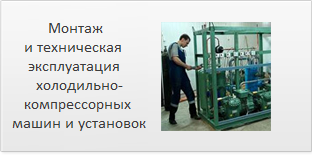 Монтаж
и техническая
эксплуатация
холодильно-
компрессорных
машин и установок